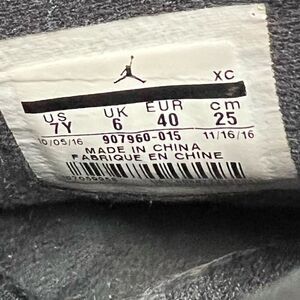 XC
US UK EUR cm
7Y 6 40 25
10/05/16 907960-015 11/16/16
MADE IN CHINA
FABRIQUE EN CHINE